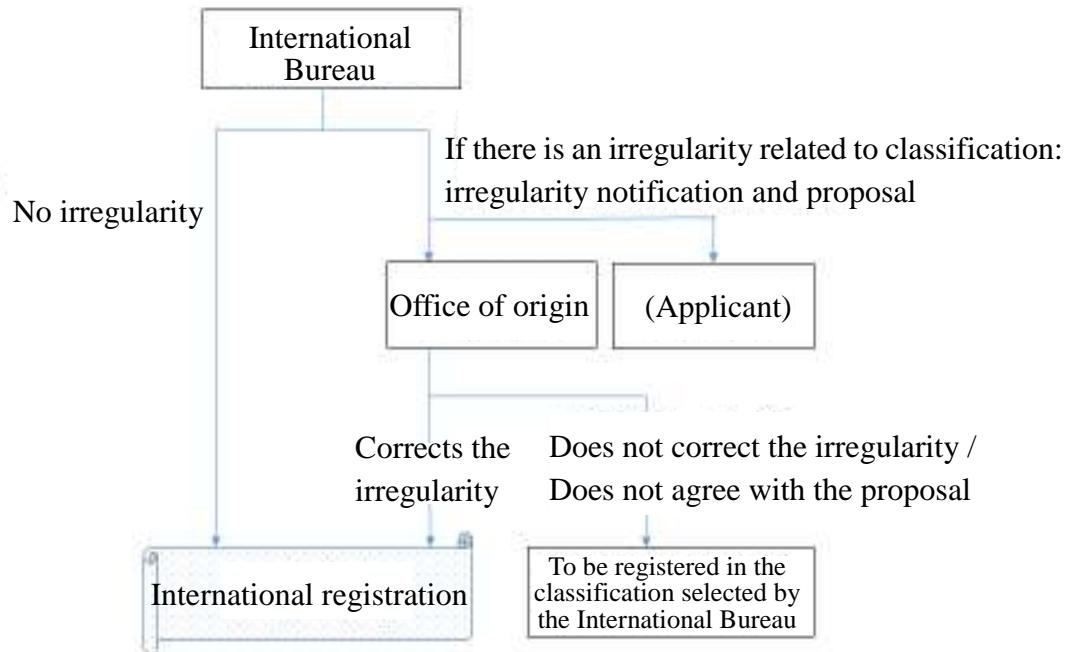 International
Bureau
If there is an irregularity related to classification:
irregularity notification and proposal
No irregularity
Office of origin
(Applicant)
Corrects the
irregularity
Does not correct the irregularity /
Does not agree with the proposal
International registration
To be registered in the
classification selected by
the International Bureau